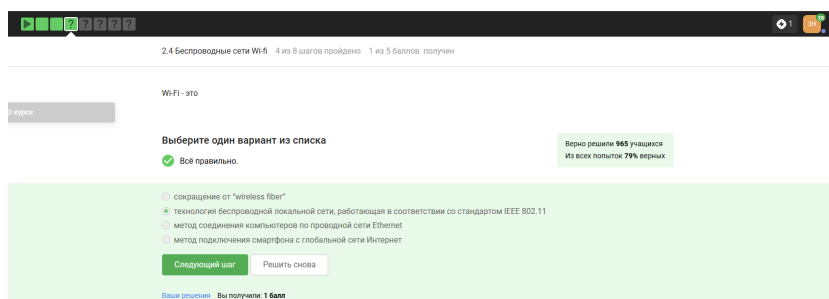 ? ? ? ? ?
1
ЗН
2.4 Беспроводные сети Wi-fi 4 из 8 шагов пройдено 1 из 5 баллов получен
Wi-Fi - это
О курсе
Выберите один вариант из списка
Всё правильно.
Верно решили 965 учащихся
Из всех попыток 79% верных
сокращение от "wireless fiber"
технология беспроводной локальной сети, работающая в соответствии со стандартом IEEE 802.11
метод соединения компьютеров по проводной сети Ethernet
метод подключения смартфона с глобальной сети Интернет
Следующий шаг Решить снова
Ваши решения Вы получили: 1 балл